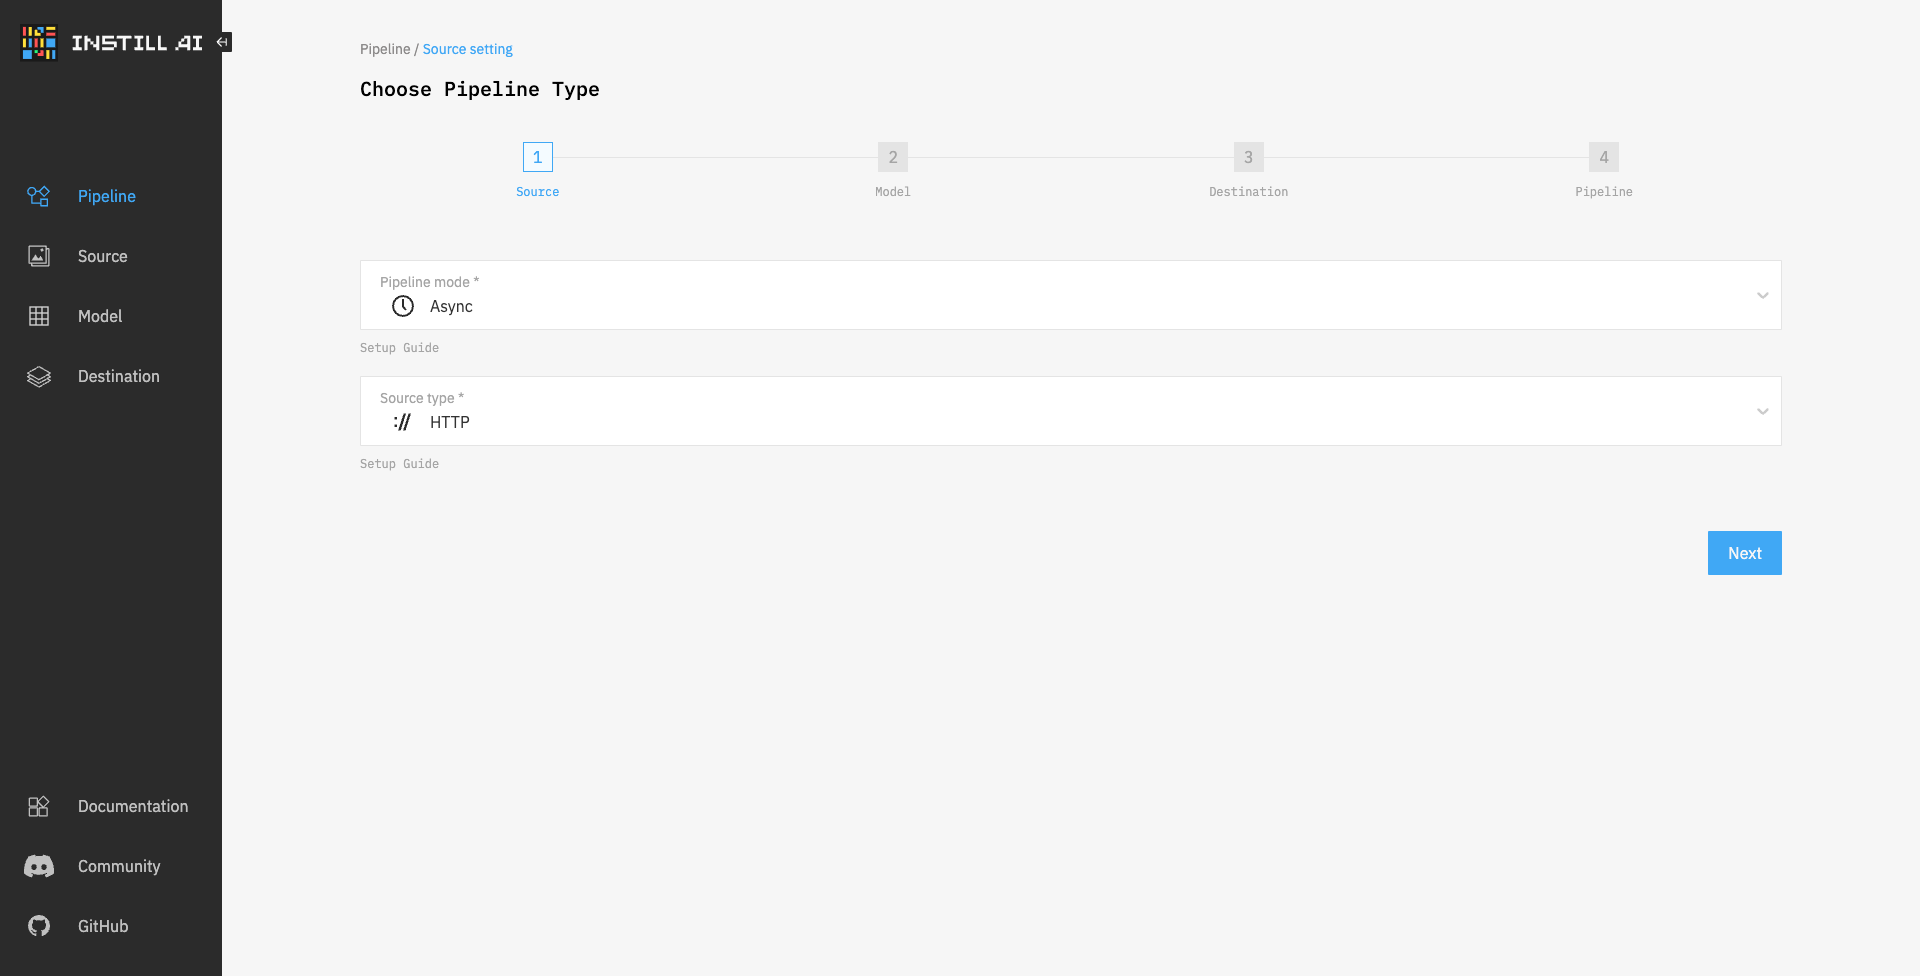 INSTILL AI
Pipeline
Source
Model
Destination
Documentation
Community
GitHub
Pipeline / Source setting
Choose Pipeline Type
1
2
3
4
Source
Model
Destination
Pipeline
Pipeline mode *
Async
Setup Guide
Source type *
:// HTTP
Setup Guide
Next